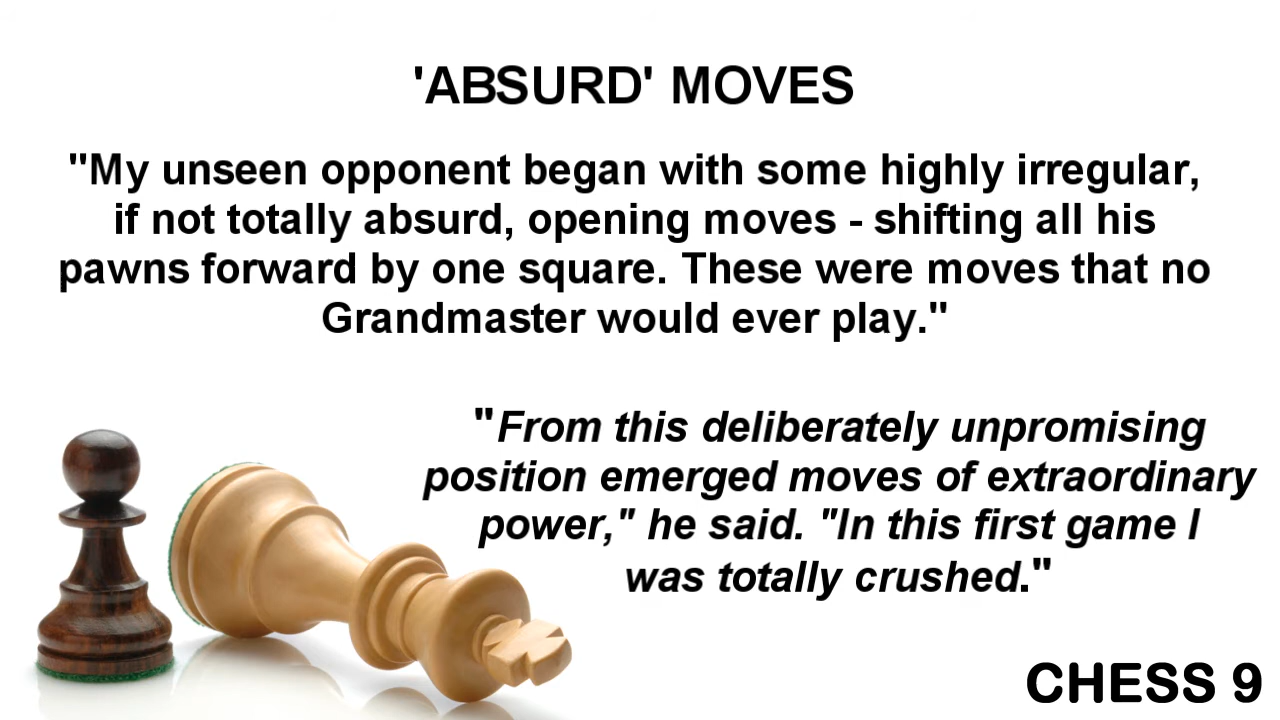 'ABSURD' MOVES
"My unseen opponent began with some highly irregular,
if not totally absurd, opening moves - shifting all his
pawns forward by one square. These were moves that no
Grandmaster would ever play."
"From this deliberately unpromising
position emerged moves of extraordinary
power," he said. "In this first game I
was totally crushed."
CHESS 9